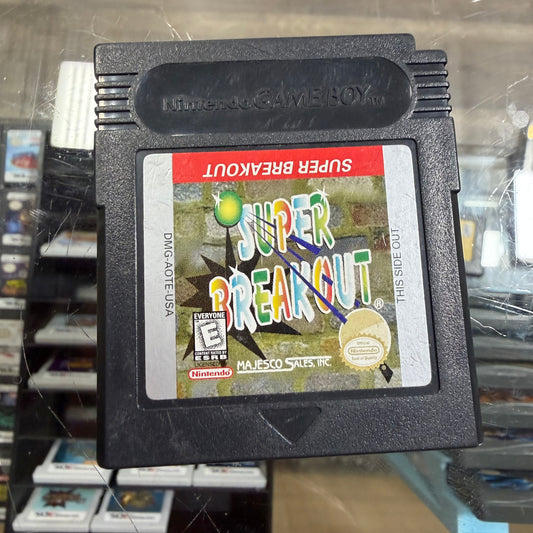 Nintendo GAME BOY TM
SUPER BREAKOUT
SUPER
BREAKOUT
®
DMG-AOTE-USA
THIS SIDE OUT
EVERYONE
E
CONTENT RATED BY
ESRB
Nintendo
MAJESCO SALES, INC
Official
Nintendo
Seal of Quality